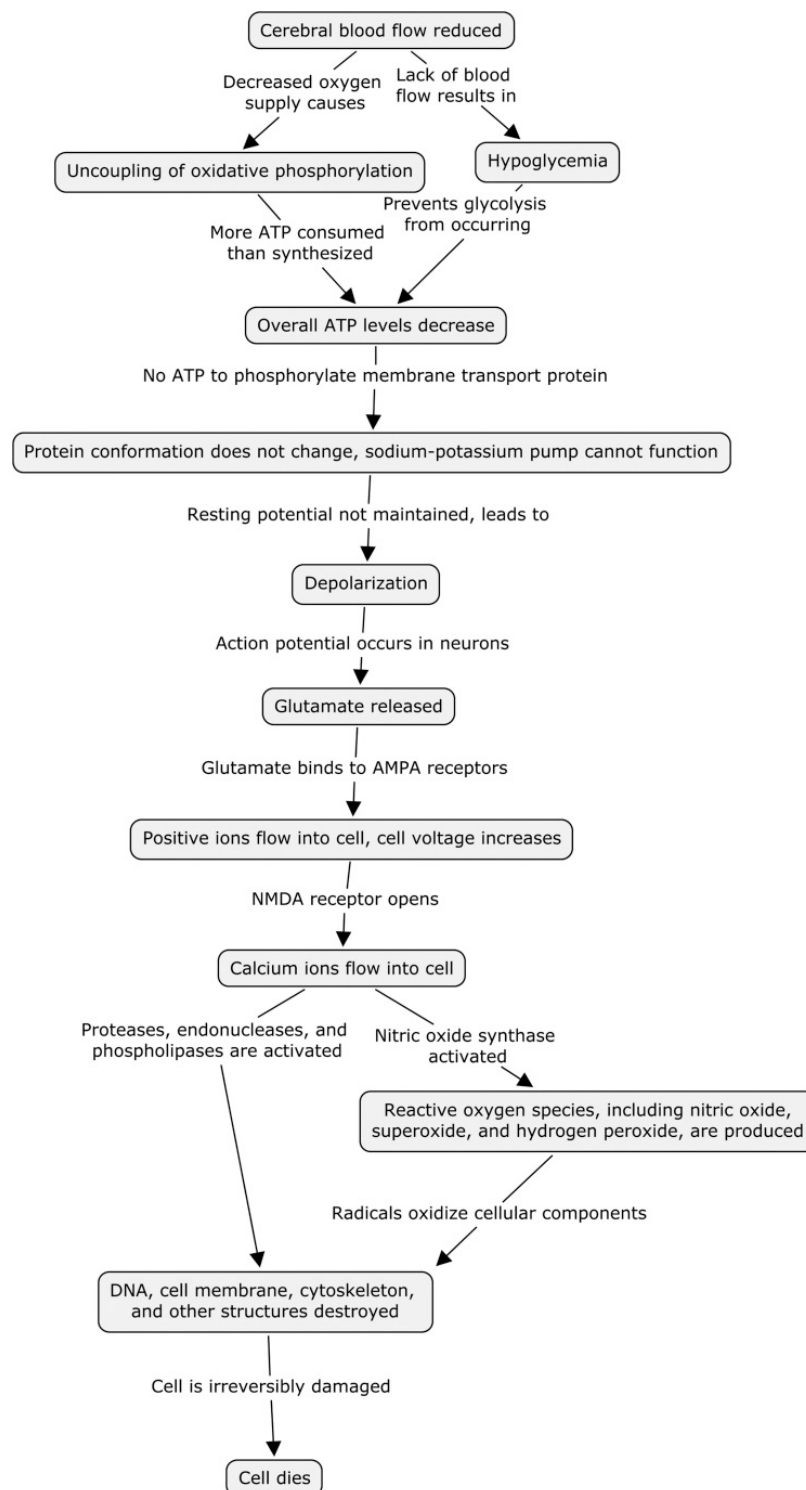 Cerebral blood flow reduced
Decreased oxygen
supply causes
Lack of blood
flow results in
Uncoupling of oxidative phosphorylation
Hypoglycemia
More ATP consumed
than synthesized
Prevents glycolysis
from occurring
Overall ATP levels decrease
No ATP to phosphorylate membrane transport protein
Protein conformation does not change, sodium-potassium pump cannot function
Resting potential not maintained, leads to
Depolarization
Action potential occurs in neurons
Glutamate released
Glutamate binds to AMPA receptors
Positive ions flow into cell, cell voltage increases
NMDA receptor opens
Calcium ions flow into cell
Proteases, endonucleases, and
phospholipases are activated
Nitric oxide synthase
activated
Reactive oxygen species, including nitric oxide,
superoxide, and hydrogen peroxide, are produced
Radicals oxidize cellular components
DNA, cell membrane, cytoskeleton,
and other structures destroyed
Cell is irreversibly damaged
Cell dies